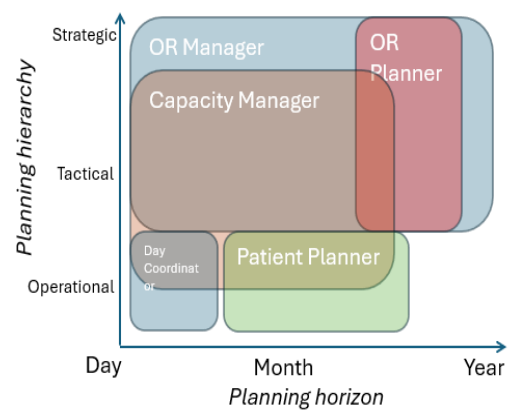 Strategic
OR Manager
OR
Planner
Capacity Manager
Planning hierarchy
Tactical
Day
Coordinat
or
Patient Planner
Operational
Day
Month
Year
Planning horizon